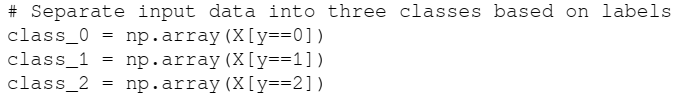 # Separate input data into three classes based on labels
class_0 = np.array(X[y==0])
class_1 = np.array(X[y==1])
class_2 = np.array(X[y==2])